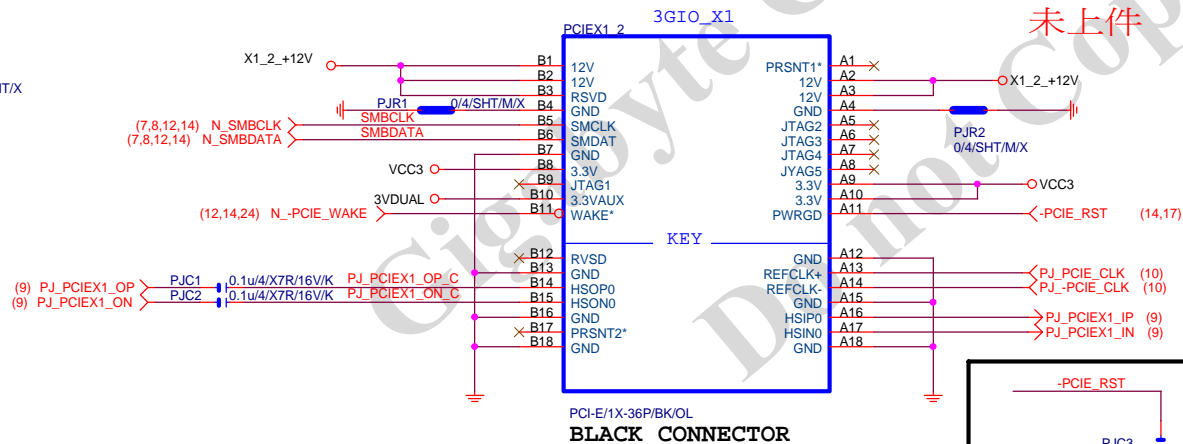 3GIO_X1
未上件
PCIEX1_2
X1_2_+12V
B1 12V
B2 12V
B3 RSVD
B4 GND
B5 SMCLK
B6 SMDAT
B7 GND
B8 3.3V
B9 JTAG1
B10 3.3VAUX
B11 WAKE*
KEY
B12 RVSD
B13 GND
B14 HSOP0
B15 HSON0
B16 GND
B17 PRSNT2*
B18 GND
PRSNT1* A1
12V A2
12V A3
GND A4
JTAG2 A5
JTAG3 A6
JTAG4 A7
JYAG5 A8
3.3V A9
3.3V A10
PWRGD A11
GND A12
REFCLK+ A13
REFCLK- A14
GND A15
HSIP0 A16
HSIN0 A17
GND A18
PJR1 0/4/SHT/M/X
(7,8,12,14) N_SMBCLK SMBCLK
(7,8,12,14) N_SMBDATA SMBDATA
VCC3
3VDUAL
(12,14,24) N_-PCIE_WAKE
(9) PJ_PCIEX1_OP PJC1 0.1u/4/X7R/16V/K PJ_PCIEX1_OP_C
(9) PJ_PCIEX1_ON PJC2 0.1u/4/X7R/16V/K PJ_PCIEX1_ON_C
X1_2_+12V
PJR2
0/4/SHT/M/X
VCC3
-PCIE_RST (14,17)
PJ_PCIE_CLK (10)
PJ_-PCIE_CLK (10)
PJ_PCIEX1_IP (9)
PJ_PCIEX1_IN (9)
PCI-E/1X-36P/BK/OL
BLACK CONNECTOR
-PCIE_RST
PJC3
Gigabyte
Do not Cop